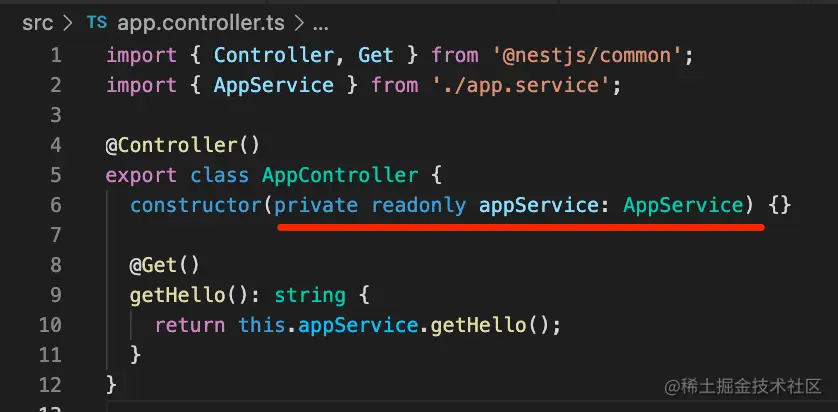 src > TS app.controller.ts > ...
1 import { Controller, Get } from '@nestjs/common';
2 import { AppService } from './app.service';
3
4 @Controller()
5 export class AppController {
6   constructor(private readonly appService: AppService) {}
7
8   @Get()
9   getHello(): string {
10     return this.appService.getHello();
11   }
12 }
13
@稀土掘金技术社区